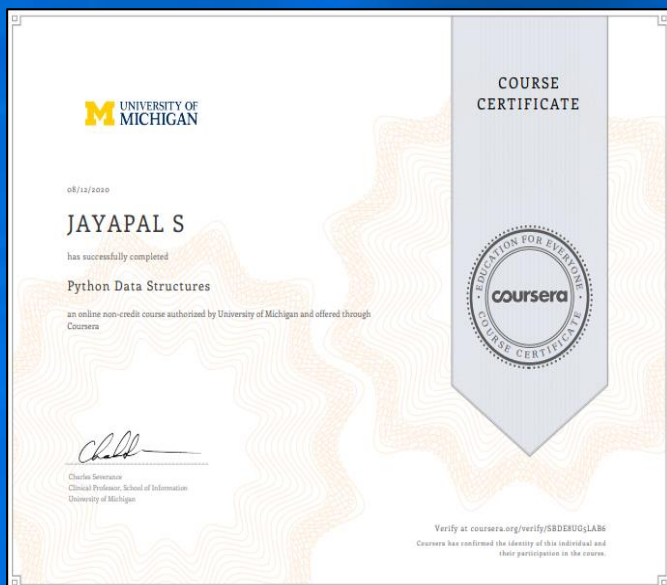 COURSE
CERTIFICATE
UNIVERSITY OF
MICHIGAN
08/12/2020
JAYAPAL S
has successfully completed
Python Data Structures
an online non-credit course authorized by University of Michigan and offered through
Coursera
EDUCATION FOR EVERYONE
coursera
COURSE CERTIFICATE
Charles Severance
Clinical Professor, School of Information
University of Michigan
Verify at coursera.org/verify/SBDE8UG5LAB6
Coursera has confirmed the identity of this individual and
their participation in the course.